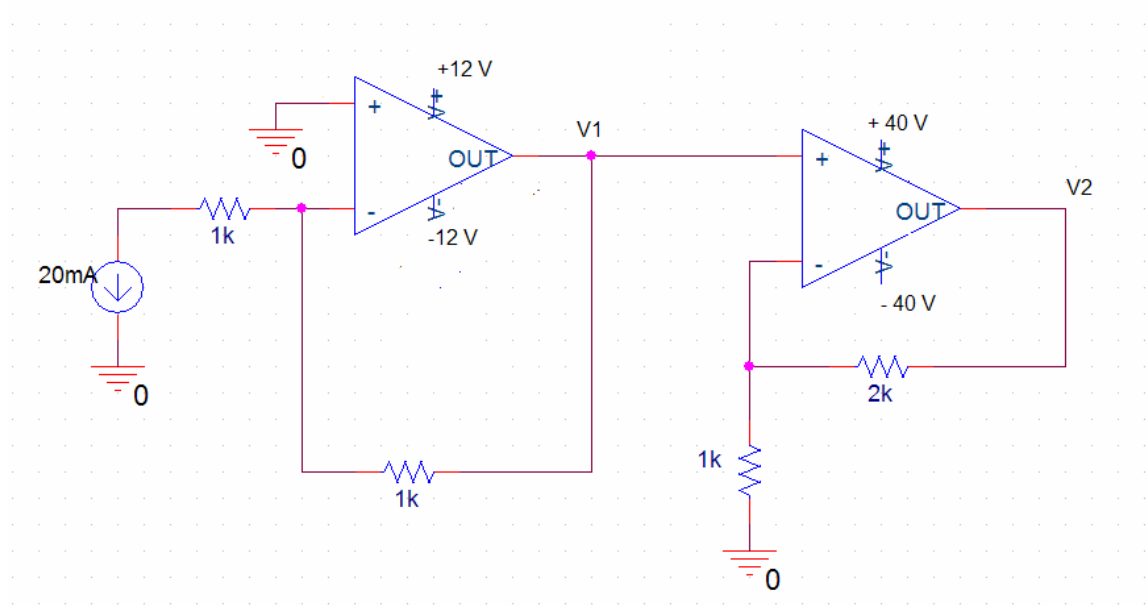 +12 V
+
V+
0
OUT
V1
-
V-
-12 V
1k
20mA
0
1k
+ 40 V
+
V+
OUT
V2
-
V-
- 40 V
2k
1k
0